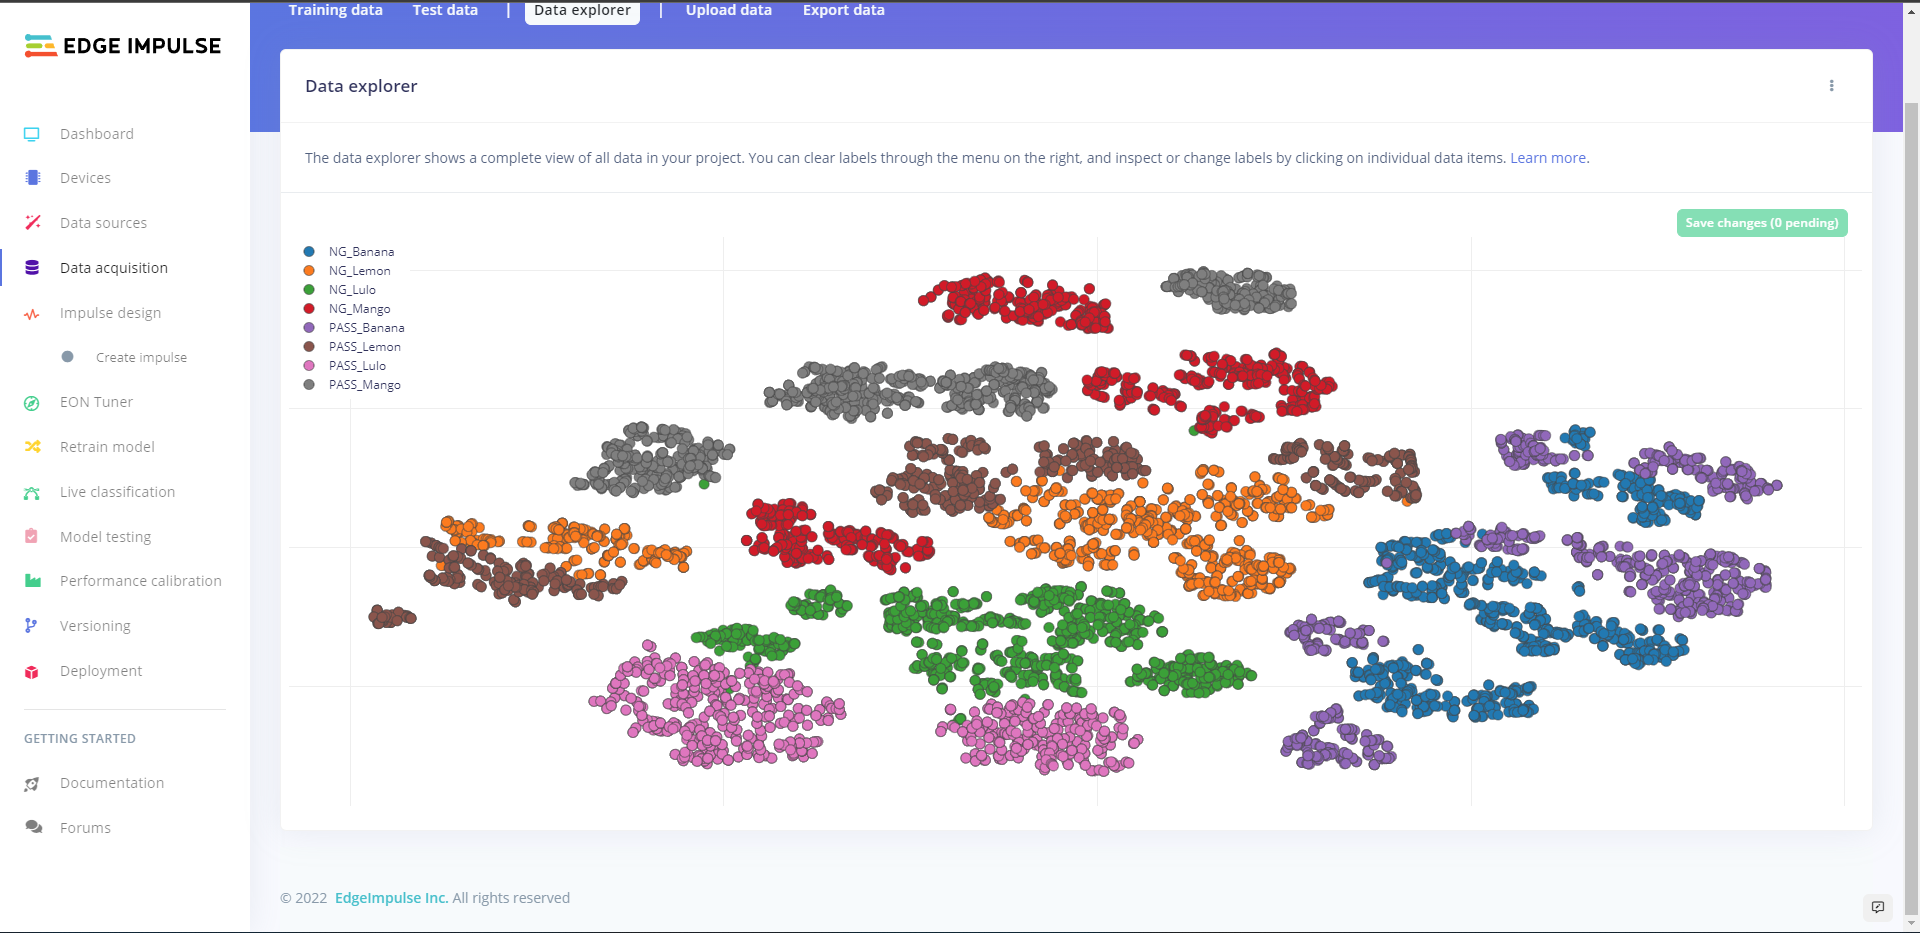 Training data Test data | Data explorer | Upload data Export data
EDGE IMPULSE
Dashboard
Devices
Data sources
Data acquisition
Impulse design
Create impulse
EON Tuner
Retrain model
Live classification
Model testing
Performance calibration
Versioning
Deployment
GETTING STARTED
Documentation
Forums
Data explorer
The data explorer shows a complete view of all data in your project. You can clear labels through the menu on the right, and inspect or change labels by clicking on individual data items. Learn more.
Save changes (0 pending)
NG_Banana
NG_Lemon
NG_Lulo
NG_Mango
PASS_Banana
PASS_Lemon
PASS_Lulo
PASS_Mango
© 2022 EdgeImpulse Inc. All rights reserved